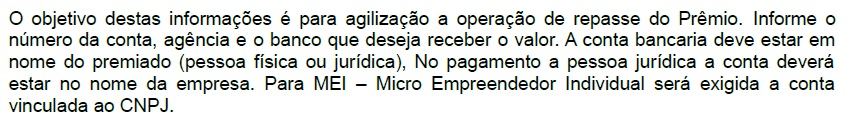 O objetivo destas informações é para agilização a operação de repasse do Prêmio. Informe o
número da conta, agência e o banco que deseja receber o valor. A conta bancaria deve estar em
nome do premiado (pessoa física ou jurídica), No pagamento a pessoa jurídica a conta deverá
estar no nome da empresa. Para MEI – Micro Empreendedor Individual será exigida a conta
vinculada ao CNPJ.